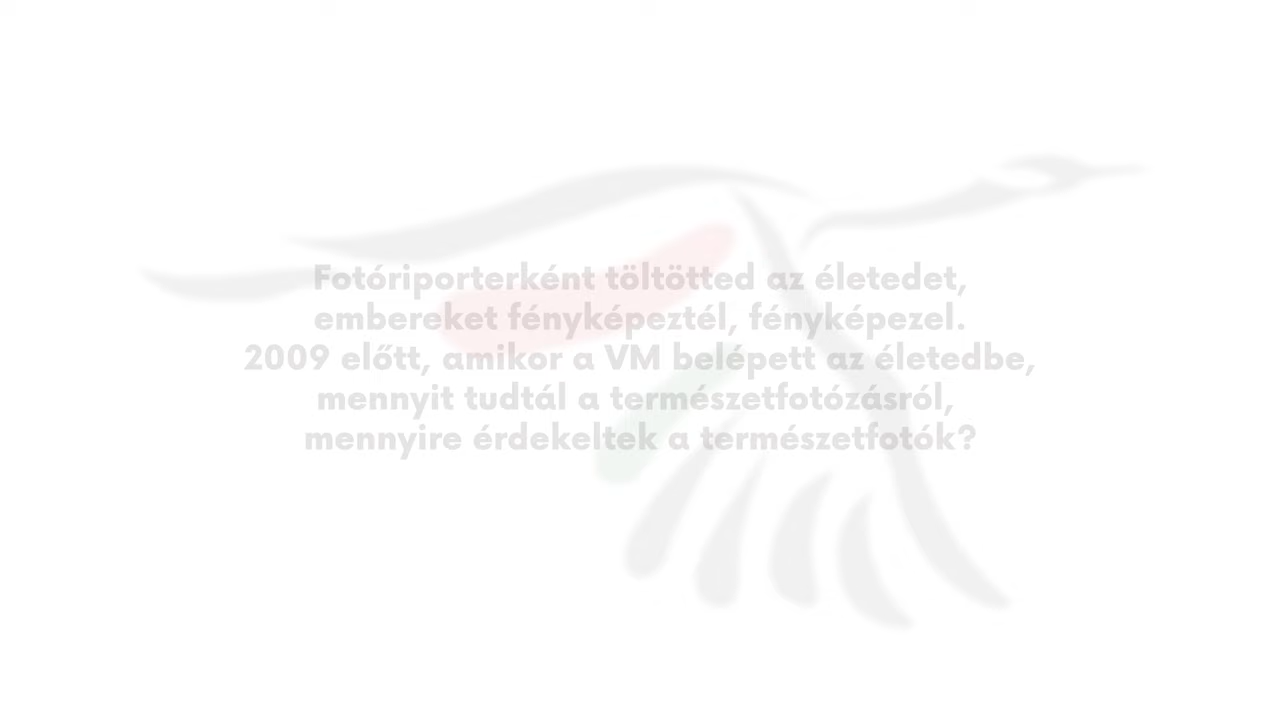 Fotóriporterként töltötted az életedet,
embereket fényképeztél, fényképezel.
2009 előtt, amikor a VM belépett az életedbe,
mennyit tudtál a természetfotózásról,
mennyire érdekeltek a természetfotók?